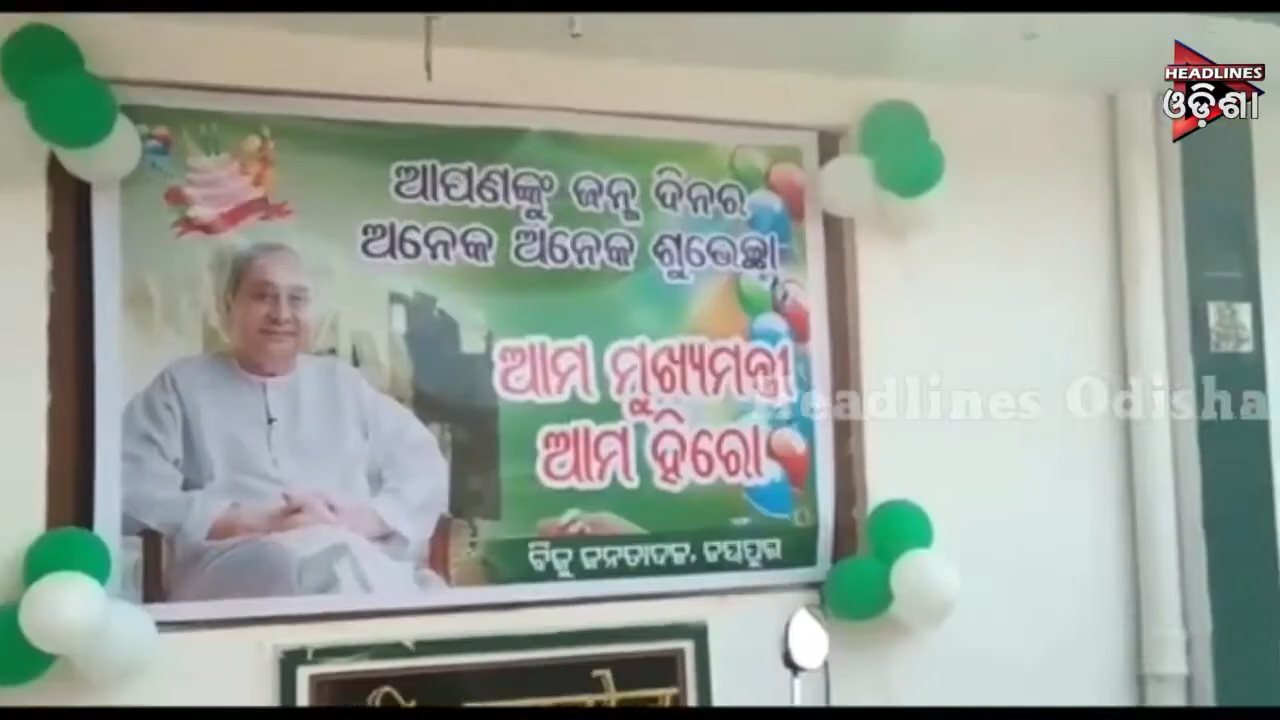 HEADLINES
ଓଡ଼ିଶା
ଆପଣଙ୍କୁ ଜନ୍ମ ଦିନର
ଅନେକ ଅନେକ ଶୁଭେଚ୍ଛା
ଆମ ମୁଖ୍ୟମନ୍ତ୍ରୀ
ଆମ ହିରୋ
Headlines Odisha
ବିଜୁ ଜନତାଦଳ, ଜୟପୁର